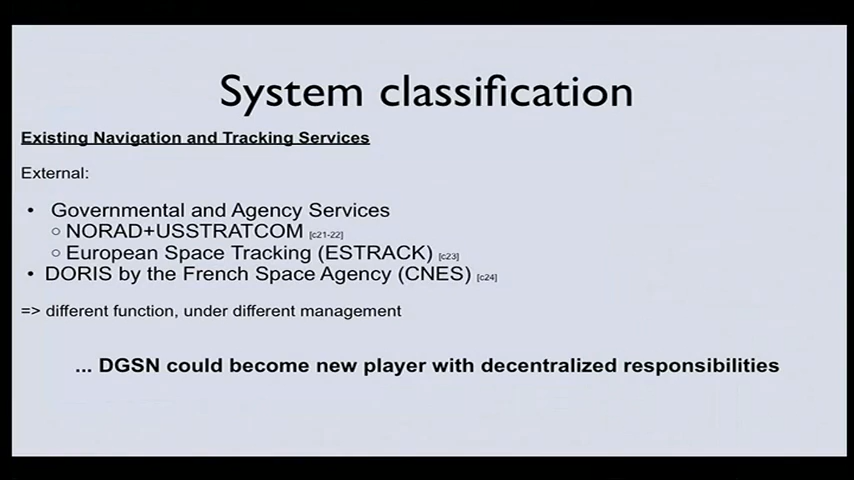 System classification
Existing Navigation and Tracking Services
External:
• Governmental and Agency Services
○ NORAD+USSTRATCOM [c21-22]
○ European Space Tracking (ESTRACK) [c23]
• DORIS by the French Space Agency (CNES) [c24]
=> different function, under different management
... DGSN could become new player with decentralized responsibilities